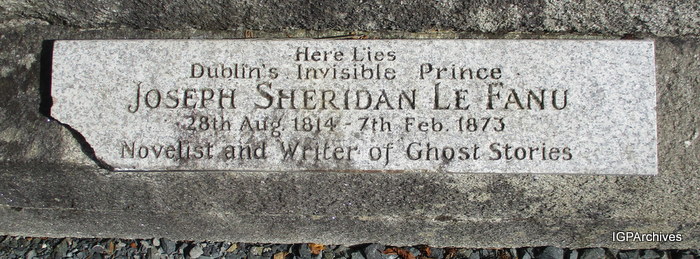 Here Lies
Dublin's Invisible Prince
JOSEPH SHERIDAN LE FANU
28th Aug. 1814 - 7th Feb. 1873
Novelist and Writer of Ghost Stories
IGPArchives